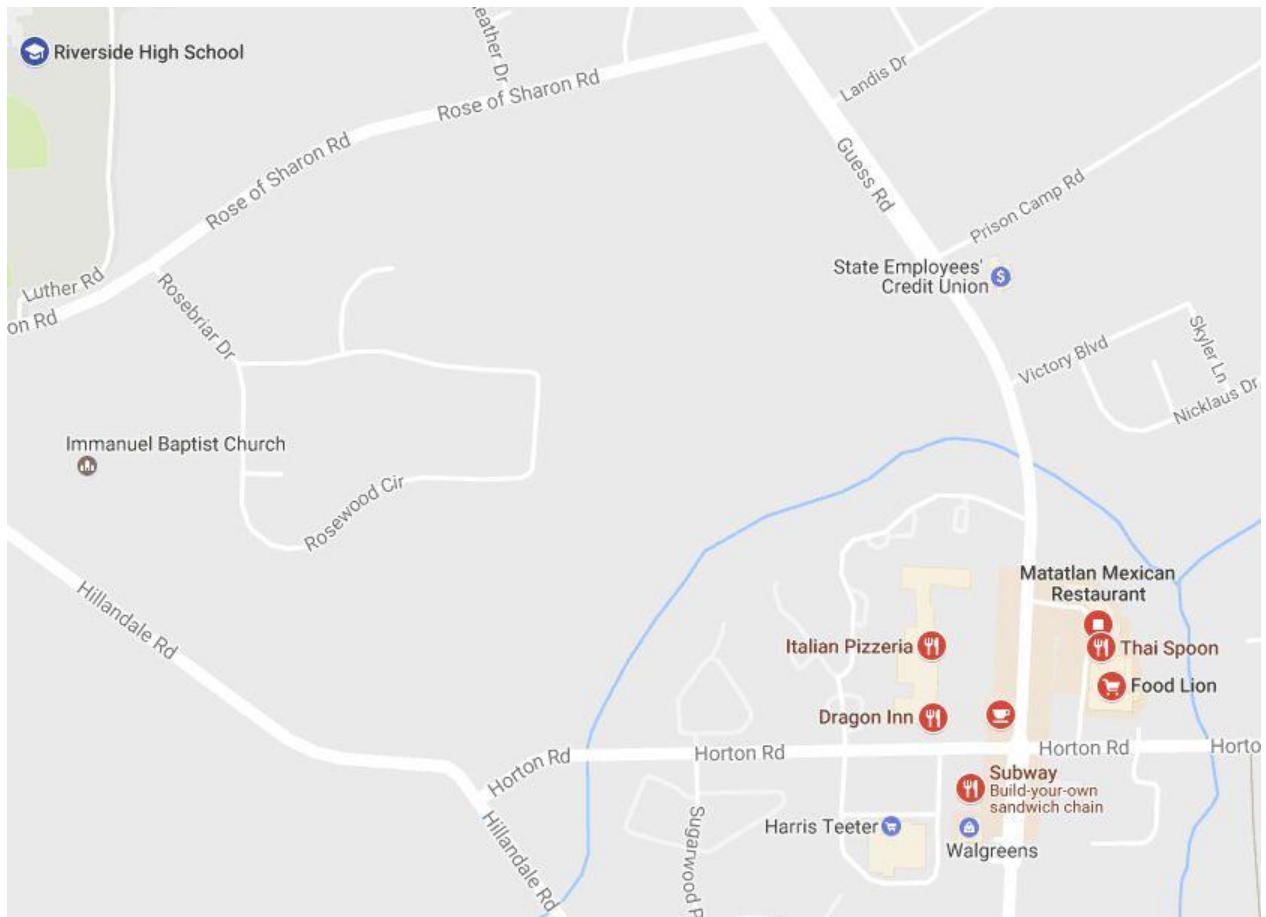 Riverside High School
eather Dr
Rose of Sharon Rd
Landis Dr
Rose of Sharon Rd
Guess Rd
Prison Camp Rd
State Employees'
Credit Union
Luther Rd
on Rd
Rosebriar Dr
Victory Blvd
Skyler Ln
Nicklaus Dr
Immanuel Baptist Church
Rosewood Cir
Hillandale Rd
Matatlan Mexican
Restaurant
Italian Pizzeria
Thai Spoon
Food Lion
Dragon Inn
Horton Rd
Horton Rd
Horton Rd
Horto
Subway
Build-your-own
sandwich chain
Hillandale Rd
Sugarwood P
Harris Teeter
Walgreens